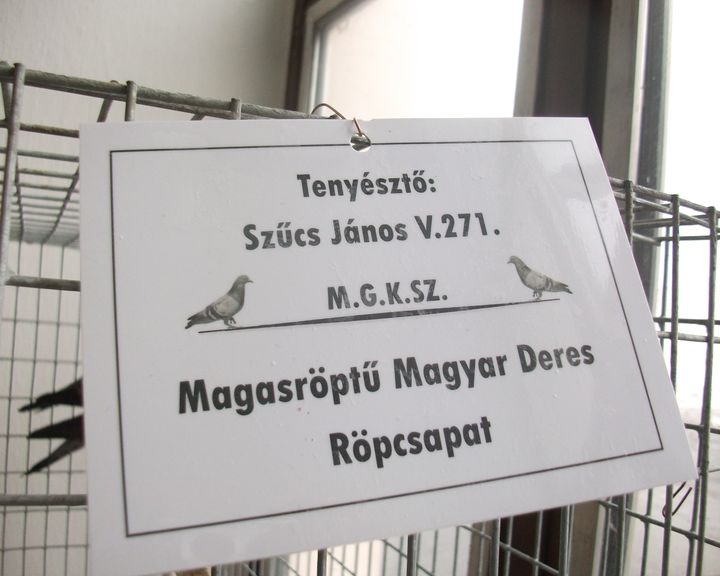 Tenyésztő:
Szűcs János V.271.
M.G.K.SZ.
Magasröptű Magyar Deres
Röpcsapat